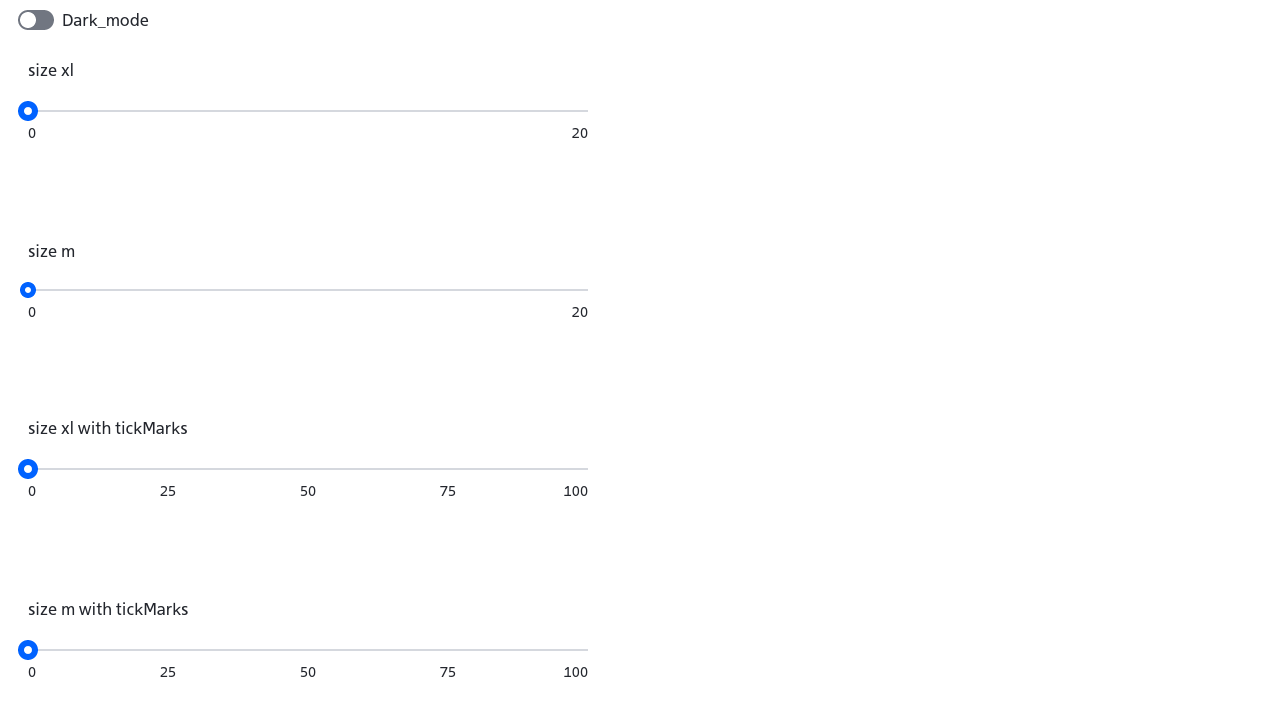 Dark_mode
size xl
0 20
size m
0 20
size xl with tickMarks
0 25 50 75 100
size m with tickMarks
0 25 50 75 100